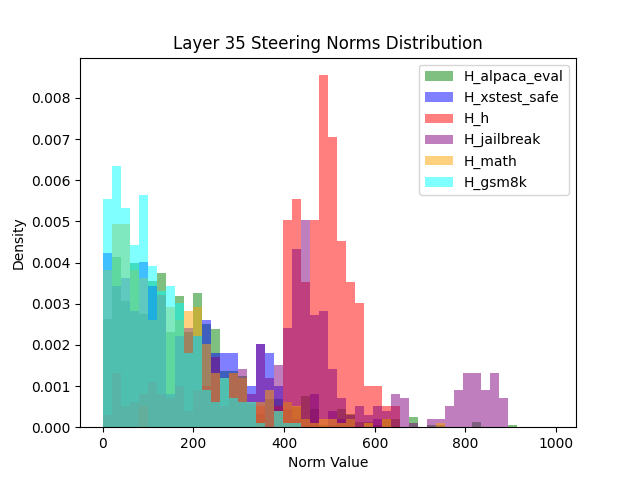 Layer 35 Steering Norms Distribution
H_alpaca_eval
H_xstest_safe
H_h
H_jailbreak
H_math
H_gsm8k
Density
0.008
0.007
0.006
0.005
0.004
0.003
0.002
0.001
0.000
0
200
400
600
800
1000
Norm Value